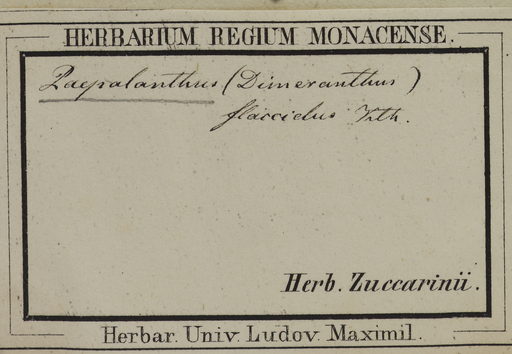 HERBARIUM REGIUM MONACENSE.
Paepalanthus (Dimeranthus)
flaccidus Kth.
Herb. Zuccarinii.
Herbar. Univ. Ludov. Maximil.